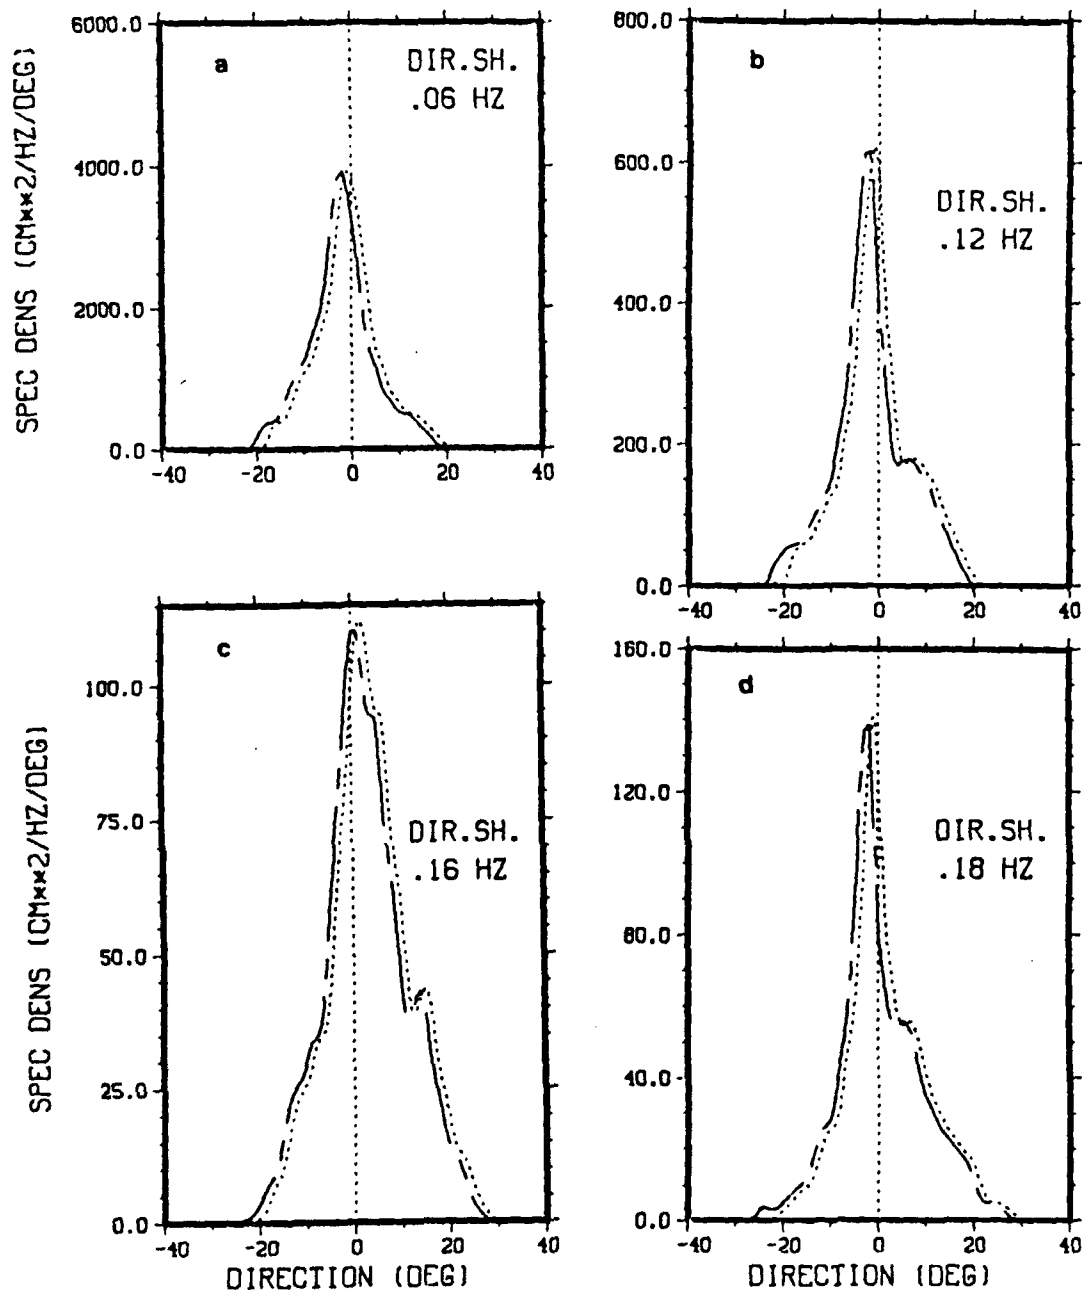 6000.0
4000.0
2000.0
0.0
-40
-20
0
20
40
SPEC DENS (CM**2/HZ/DEG)
a
DIR.SH.
.06 HZ
800.0
600.0
400.0
200.0
0.0
-40
-20
0
20
40
b
DIR.SH.
.12 HZ
100.0
75.0
50.0
25.0
0.0
-40
-20
0
20
40
SPEC DENS (CM**2/HZ/DEG)
DIRECTION (DEG)
c
DIR.SH.
.16 HZ
160.0
120.0
80.0
40.0
0.0
-40
-20
0
20
40
DIRECTION (DEG)
d
DIR.SH.
.18 HZ